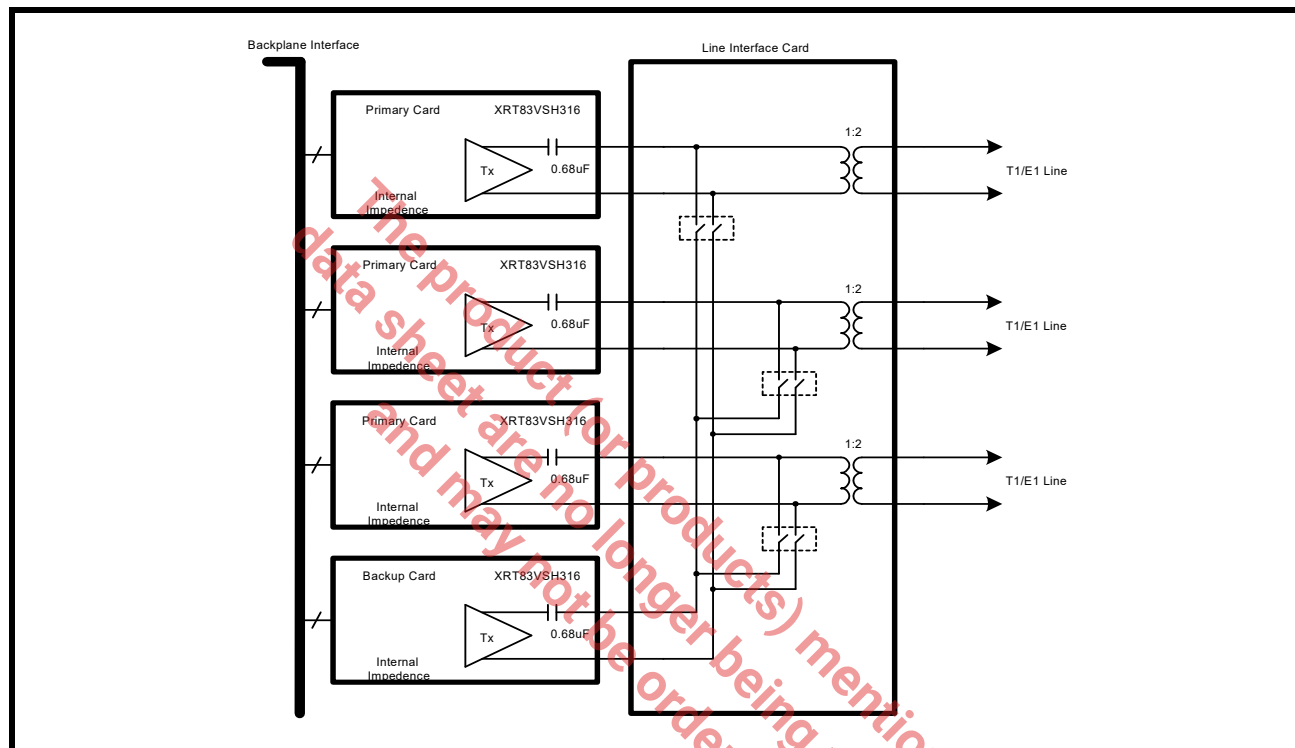 Backplane Interface
Line Interface Card
Primary Card XRT83VSH316
Tx
0.68uF
Internal
Impedence
1:2
T1/E1 Line
Primary Card XRT83VSH316
Tx
0.68uF
Internal
Impedence
1:2
T1/E1 Line
Primary Card XRT83VSH316
Tx
0.68uF
Internal
Impedence
1:2
T1/E1 Line
Backup Card XRT83VSH316
Tx
0.68uF
Internal
Impedence
The product (or products) mentio
data sheet are no longer being
and may not be orde